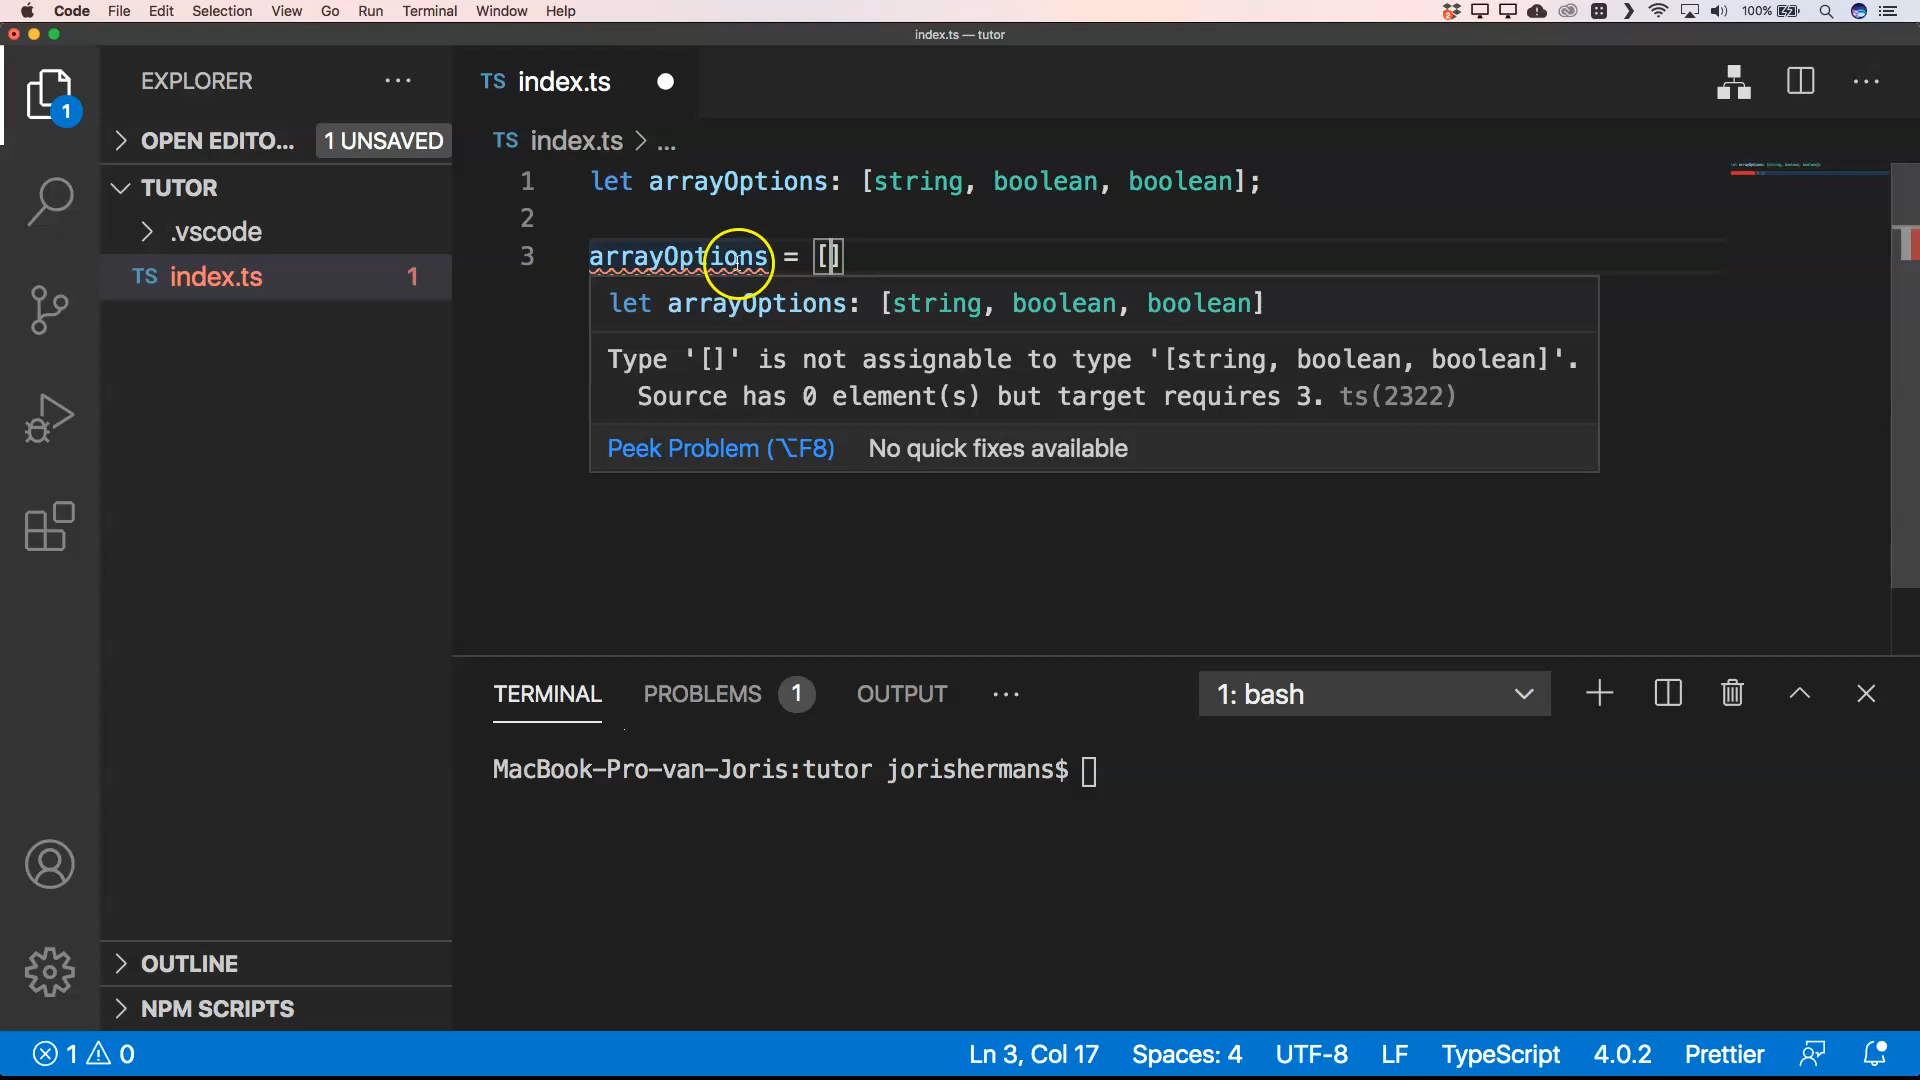 Code File Edit Selection View Go Run Terminal Window Help 100%
index.ts — tutor
EXPLORER ...
1
OPEN EDITO... 1 UNSAVED
TUTOR
.vscode
TS index.ts 1
OUTLINE
NPM SCRIPTS
TS index.ts
TS index.ts > ...
1 let arrayOptions: [string, boolean, boolean];
2
3 arrayOptions = []
let arrayOptions: [string, boolean, boolean]
Type '[]' is not assignable to type '[string, boolean, boolean]'.
Source has 0 element(s) but target requires 3. ts(2322)
Peek Problem (⌥F8) No quick fixes available
TERMINAL PROBLEMS 1 OUTPUT ... 1: bash
MacBook-Pro-van-Joris:tutor jorishermans$
1 0 Ln 3, Col 17 Spaces: 4 UTF-8 LF TypeScript 4.0.2 Prettier